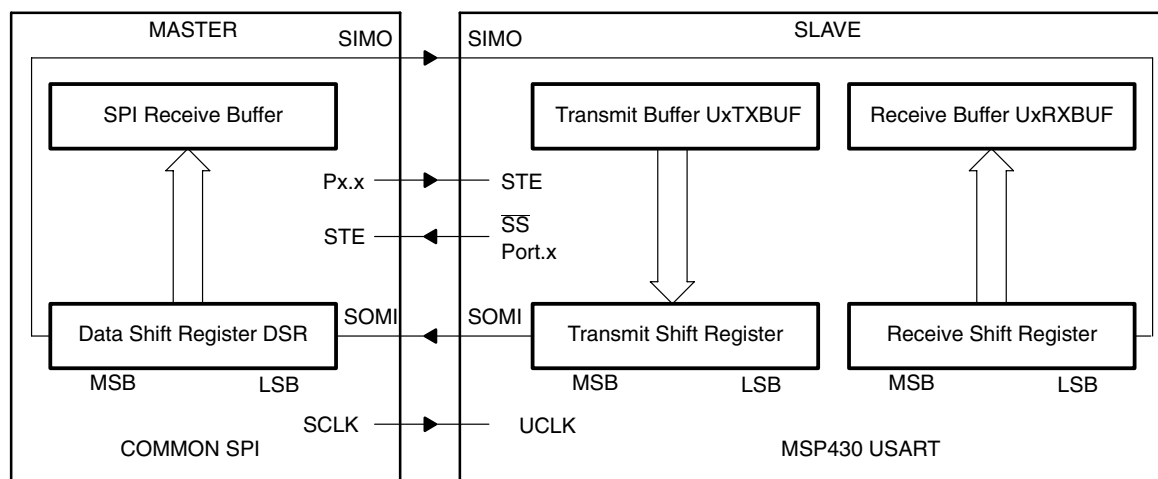 MASTER
SLAVE
SIMO
SIMO
SPI Receive Buffer
Transmit Buffer UxTXBUF
Receive Buffer UxRXBUF
Px.x
STE
STE
SS
Port.x
SOMI
SOMI
Data Shift Register DSR
Transmit Shift Register
Receive Shift Register
MSB
LSB
MSB
LSB
MSB
LSB
SCLK
UCLK
COMMON SPI
MSP430 USART